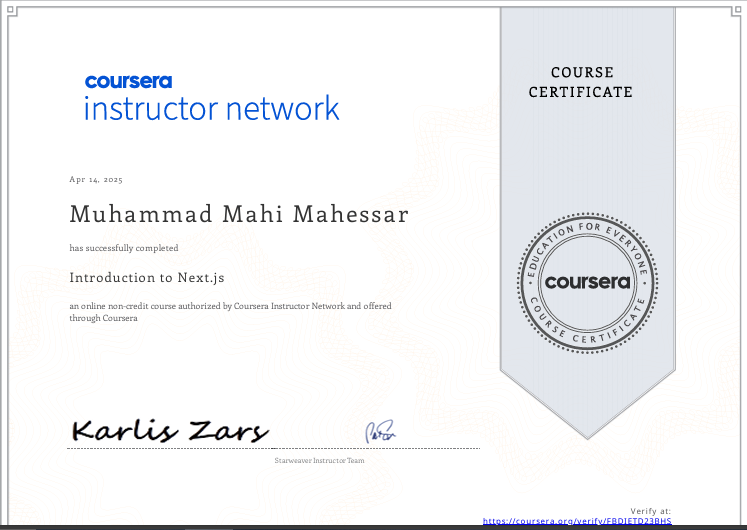 coursera
instructor network
COURSE
CERTIFICATE
Apr 14, 2025
Muhammad Mahi Mahessar
has successfully completed
Introduction to Next.js
an online non-credit course authorized by Coursera Instructor Network and offered
through Coursera
EDUCATION FOR EVERYONE
coursera
COURSE CERTIFICATE
Karlis Zars
Starweaver Instructor Team
Verify at:
https://coursera.org/verify/FBDIETD23BHS